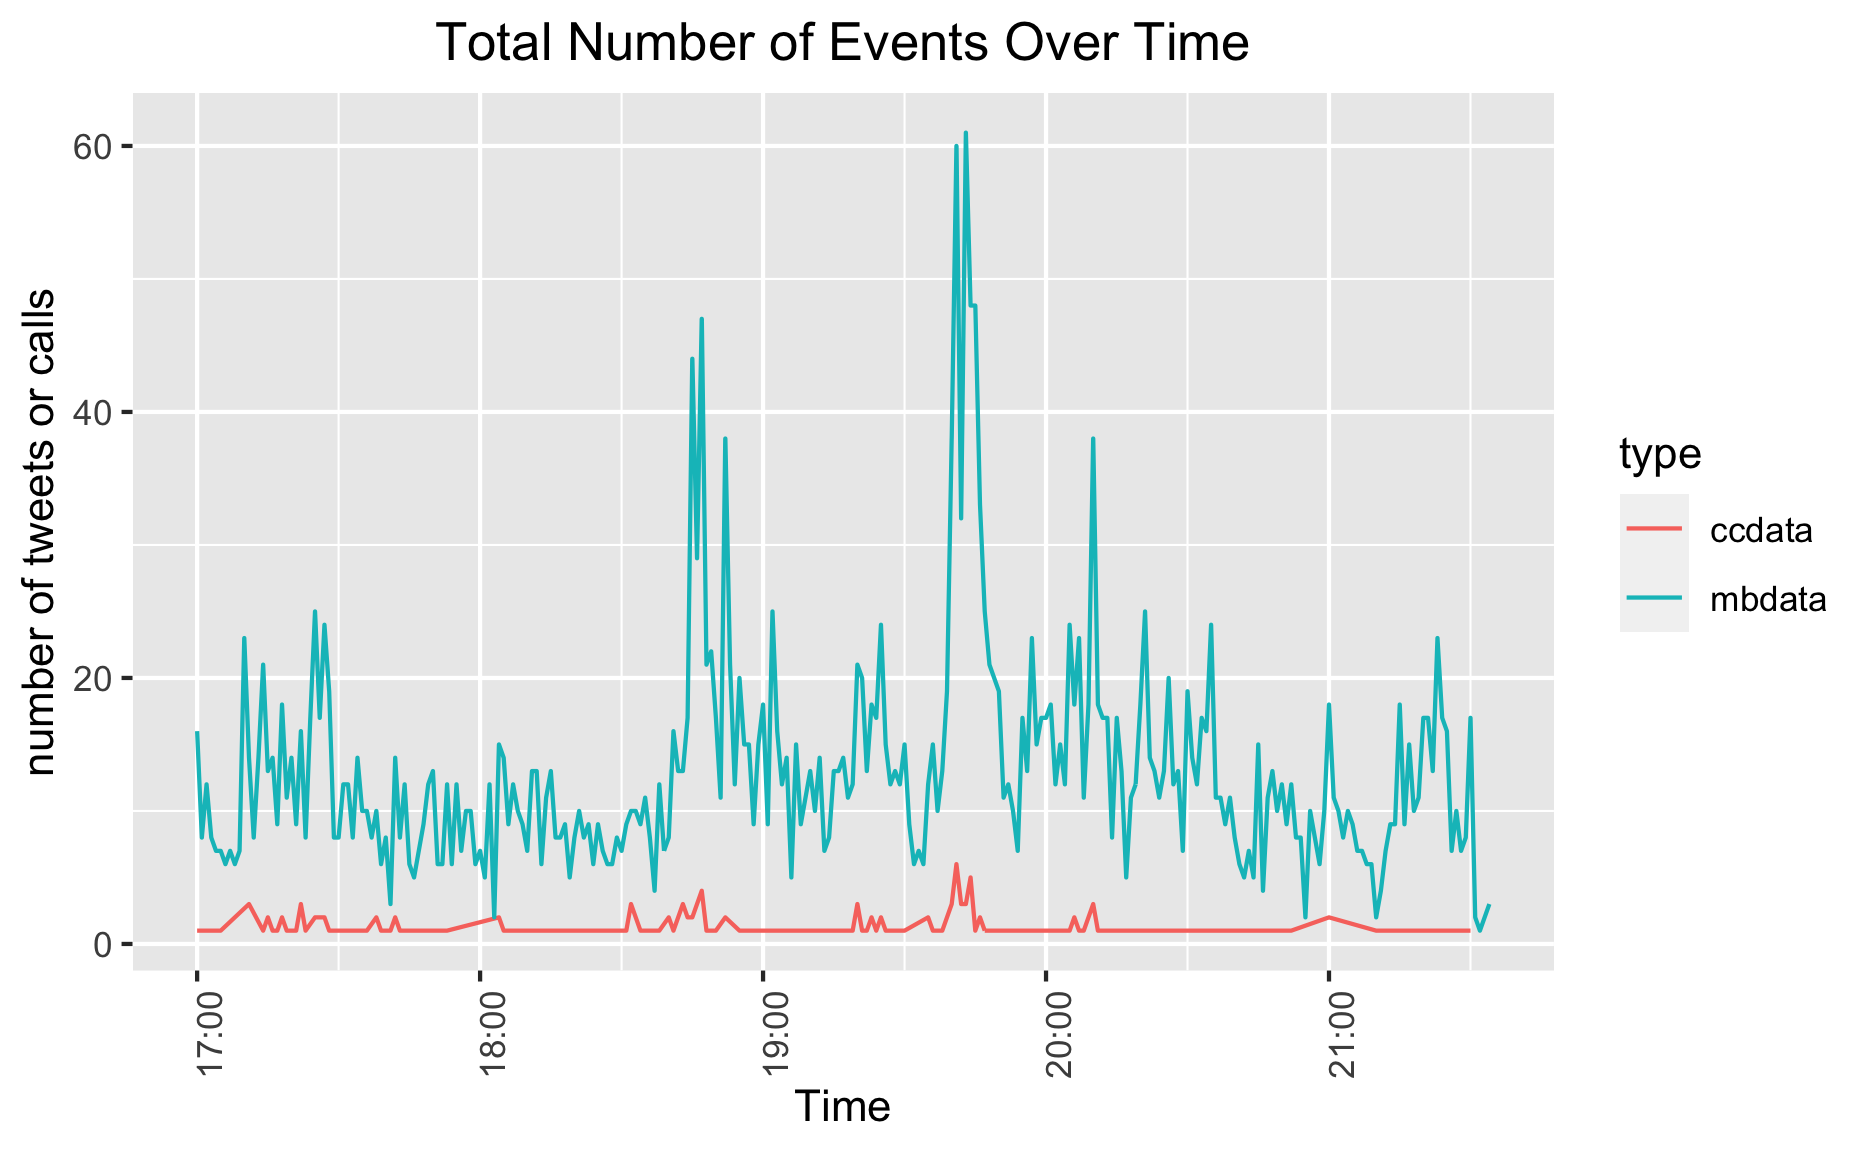 Total Number of Events Over Time
number of tweets or calls
60
40
20
0
17:00
18:00
19:00
20:00
21:00
Time
type
ccdata
mbdata